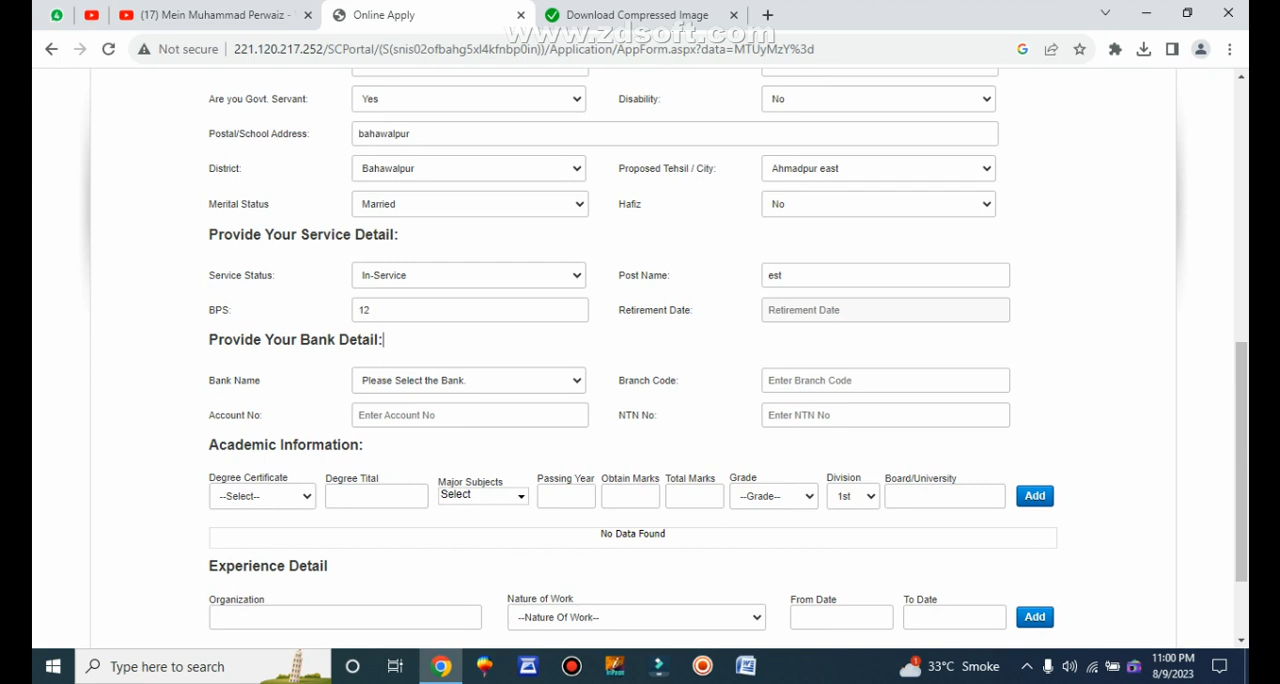 4
(17) Mein Muhammad Perwaiz -
Online Apply
Download Compressed Image
www.zdsoft.com
Not secure
221.120.217.252/SCPortal/(S(snis02ofbahg5xl4kfnbp0in))/Application/AppForm.aspx?data=MTUyMzY%3d
Are you Govt. Servant: Yes Disability: No
Postal/School Address: bahawalpur
District: Bahawalpur Proposed Tehsil / City: Ahmadpur east
Merital Status Married Hafiz No
Provide Your Service Detail:
Service Status: In-Service Post Name: est
BPS: 12 Retirement Date: Retirement Date
Provide Your Bank Detail:
Bank Name Please Select the Bank. Branch Code: Enter Branch Code
Account No: Enter Account No NTN No: Enter NTN No
Academic Information:
Degree Certificate Degree Tital Major Subjects Passing Year Obtain Marks Total Marks Grade Division Board/University
--Select-- Select --Grade-- 1st Add
No Data Found
Experience Detail
Organization Nature of Work From Date To Date
--Nature Of Work-- Add
Type here to search
33°C Smoke
11:00 PM
8/9/2023